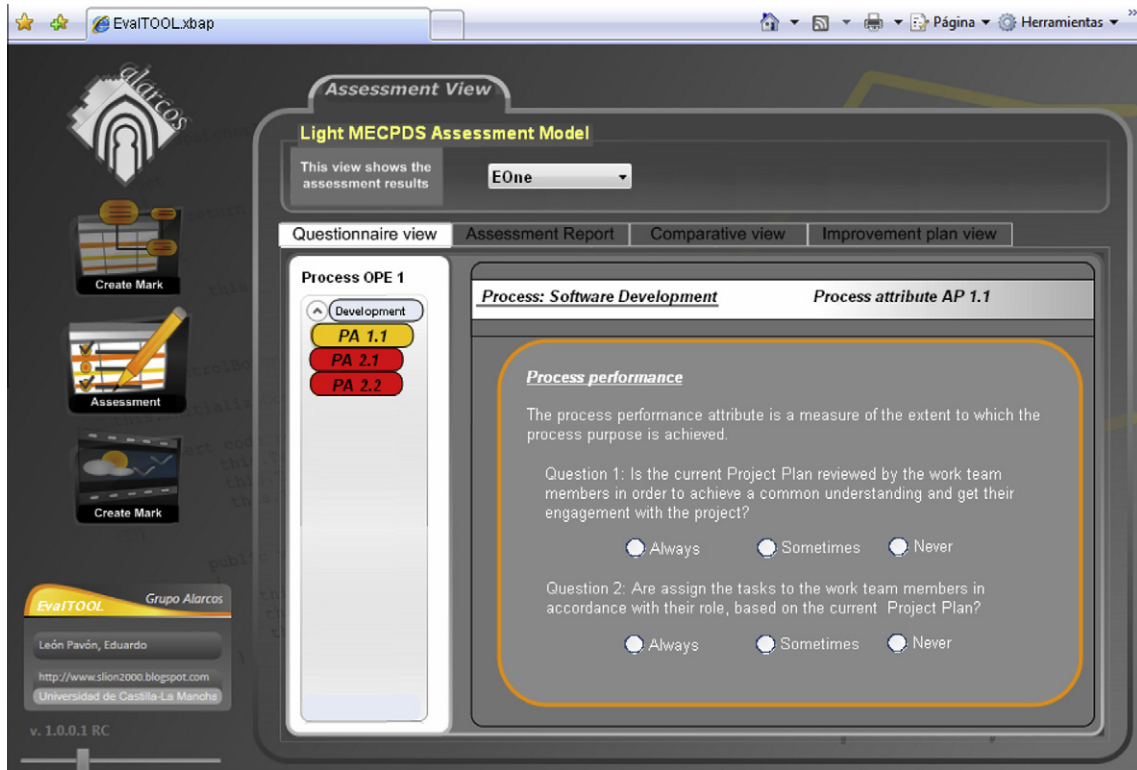 EvalTOOL.xbap
Página
Herramientas
»
alarcos
Assessment View
Light MECPDS Assessment Model
This view shows the
assessment results
EOne
Create Mark
Assessment
Create Mark
Questionnaire view
Assessment Report
Comparative view
Improvement plan view
Process OPE 1
Development
PA 1.1
PA 2.1
PA 2.2
Process: Software Development
Process attribute AP 1.1
Process performance
The process performance attribute is a measure of the extent to which the
process purpose is achieved.
Question 1: Is the current Project Plan reviewed by the work team
members in order to achieve a common understanding and get their
engagement with the project?
Always
Sometimes
Never
Question 2: Are assign the tasks to the work team members in
accordance with their role, based on the current Project Plan?
Always
Sometimes
Never
EvalTOOL
Grupo Alarcos
León Pavón, Eduardo
http://www.slion2000.blogspot.com
Universidad de Castilla-La Mancha
v. 1.0.0.1 RC